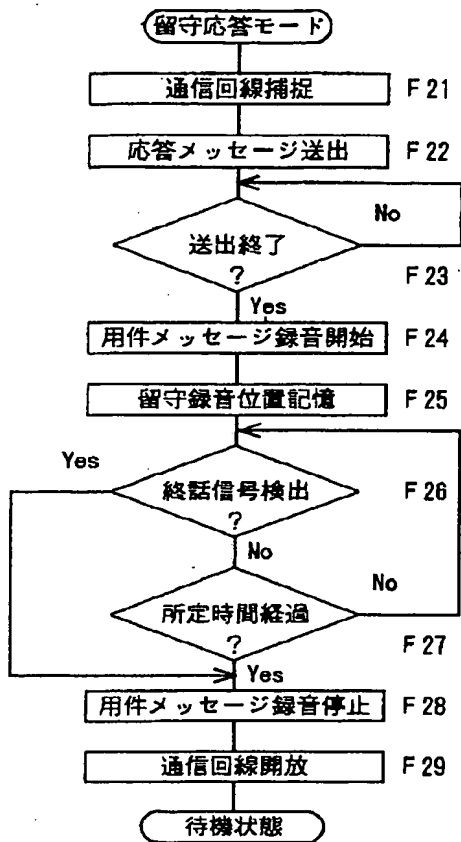 留守応答モード
通信回線捕捉 F21
応答メッセージ送出 F22
No
送出終了
?
F23
Yes
用件メッセージ録音開始 F24
留守録音位置記憶 F25
Yes
終話信号検出
?
F26
No
No
所定時間経過
?
F27
Yes
用件メッセージ録音停止 F28
通信回線開放 F29
待機状態